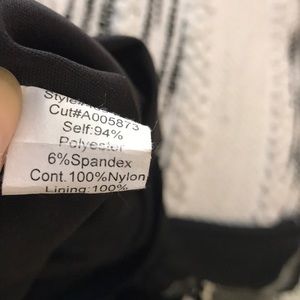 Style#
Cut#A005873
Self:94%
Polyester
6%Spandex
Cont.100%Nylon
Lining:100%